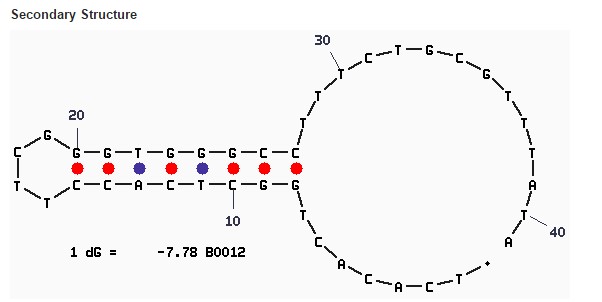 Secondary Structure
30
T C T G C G
20
T T T T
C G G G T G G G C C T T
T T C C A C T C G G A
10
T T 40
C A
1 dG = -7.78 B0012
A C A C T